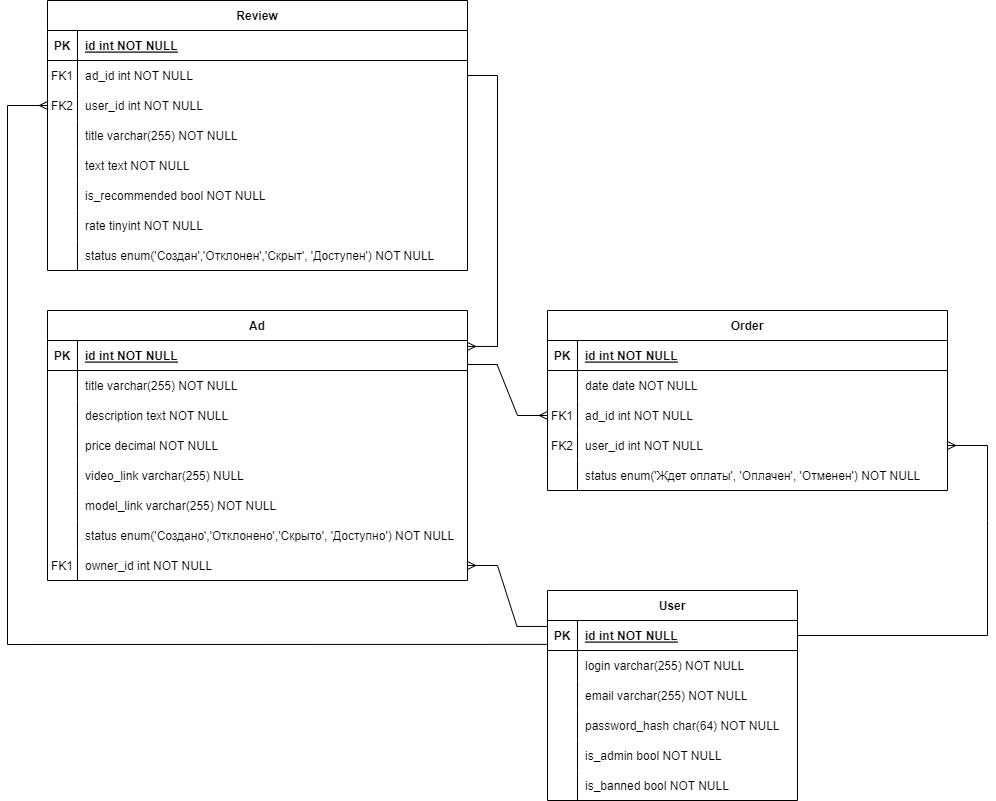 Review
PK id int NOT NULL
FK1 ad_id int NOT NULL
FK2 user_id int NOT NULL
title varchar(255) NOT NULL
text text NOT NULL
is_recommended bool NOT NULL
rate tinyint NOT NULL
status enum('Создан','Отклонен','Скрыт', 'Доступен') NOT NULL
Ad
PK id int NOT NULL
title varchar(255) NOT NULL
description text NOT NULL
price decimal NOT NULL
video_link varchar(255) NULL
model_link varchar(255) NOT NULL
status enum('Создано','Отклонено','Скрыто', 'Доступно') NOT NULL
FK1 owner_id int NOT NULL
Order
PK id int NOT NULL
date date NOT NULL
FK1 ad_id int NOT NULL
FK2 user_id int NOT NULL
status enum('Ждет оплаты', 'Оплачен', 'Отменен') NOT NULL
User
PK id int NOT NULL
login varchar(255) NOT NULL
email varchar(255) NOT NULL
password_hash char(64) NOT NULL
is_admin bool NOT NULL
is_banned bool NOT NULL